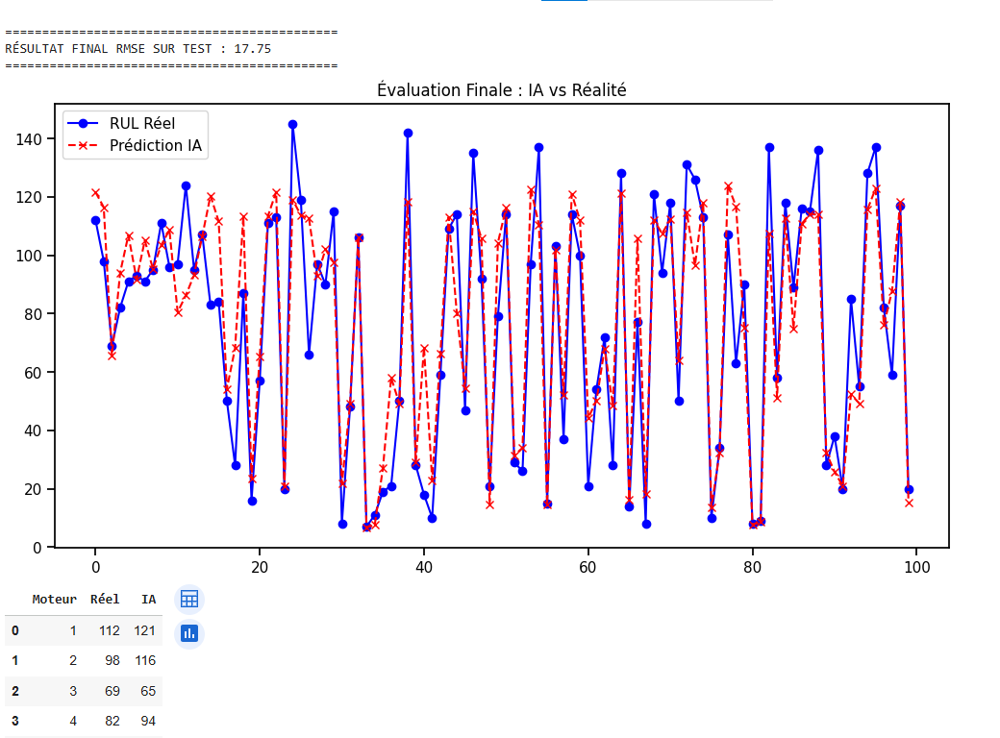 ============================================
RÉSULTAT FINAL RMSE SUR TEST : 17.75
============================================
Évaluation Finale : IA vs Réalité
RUL Réel
Prédiction IA
140
120
100
80
60
40
20
0
0 20 40 60 80 100
Moteur Réel IA
0 1 112 121
1 2 98 116
2 3 69 65
3 4 82 94